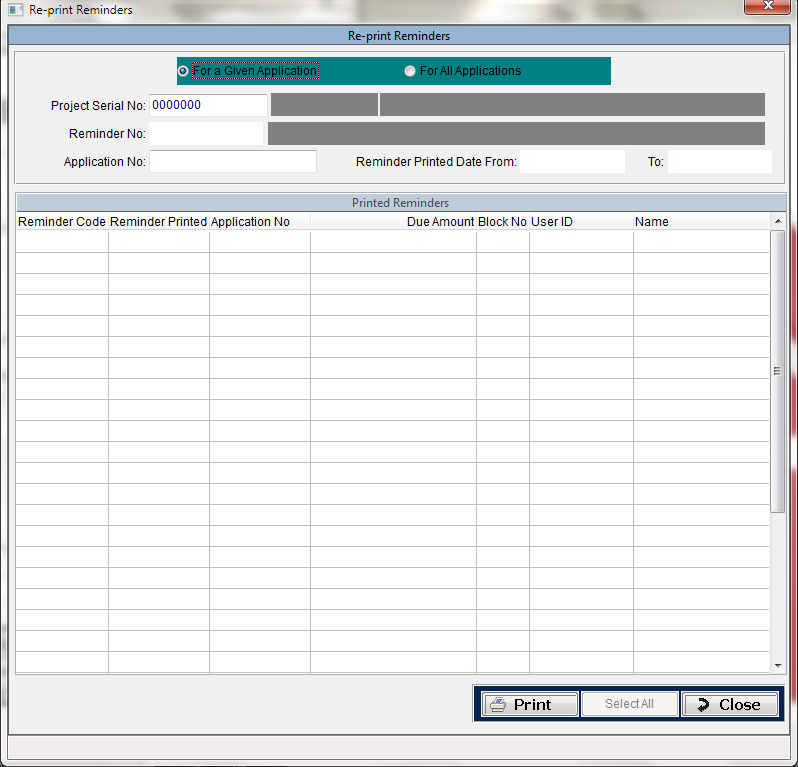 Re-print Reminders
Re-print Reminders
For a Given Application For All Applications
Project Serial No: 0000000
Reminder No:
Application No: Reminder Printed Date From: To:
Printed Reminders
Reminder Code Reminder Printed Application No Due Amount Block No User ID Name
Print Select All Close